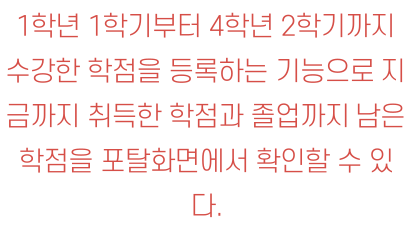 1학년 1학기부터 4학년 2학기까지
수강한 학점을 등록하는 기능으로 지
금까지 취득한 학점과 졸업까지 남은
학점을 포탈화면에서 확인할 수 있
다.